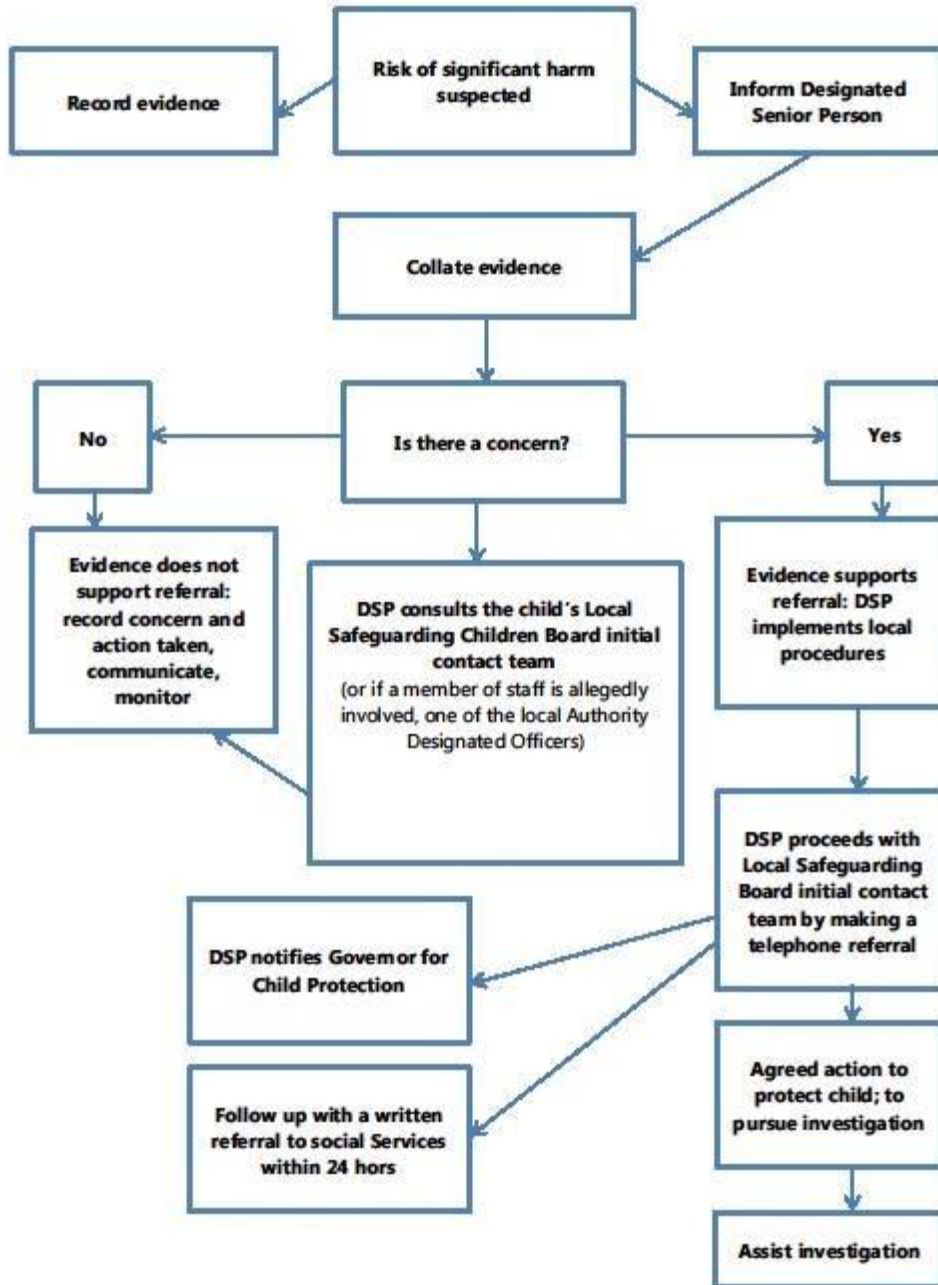 Risk of significant harm
suspected
Record evidence
Inform Designated
Senior Person
Collate evidence
No
Is there a concern?
Yes
Evidence does not
support referral:
record concern and
action taken,
communicate,
monitor
DSP consults the child's Local
Safeguarding Children Board initial
contact team
(or if a member of staff is allegedly
involved, one of the local Authority
Designated Officers)
Evidence supports
referral: DSP
implements local
procedures
DSP proceeds with
Local Safeguarding
Board initial contact
team by making a
telephone referral
DSP notifies Governor for
Child Protection
Follow up with a written
referral to social Services
within 24 hors
Agreed action to
protect child; to
pursue investigation
Assist investigation